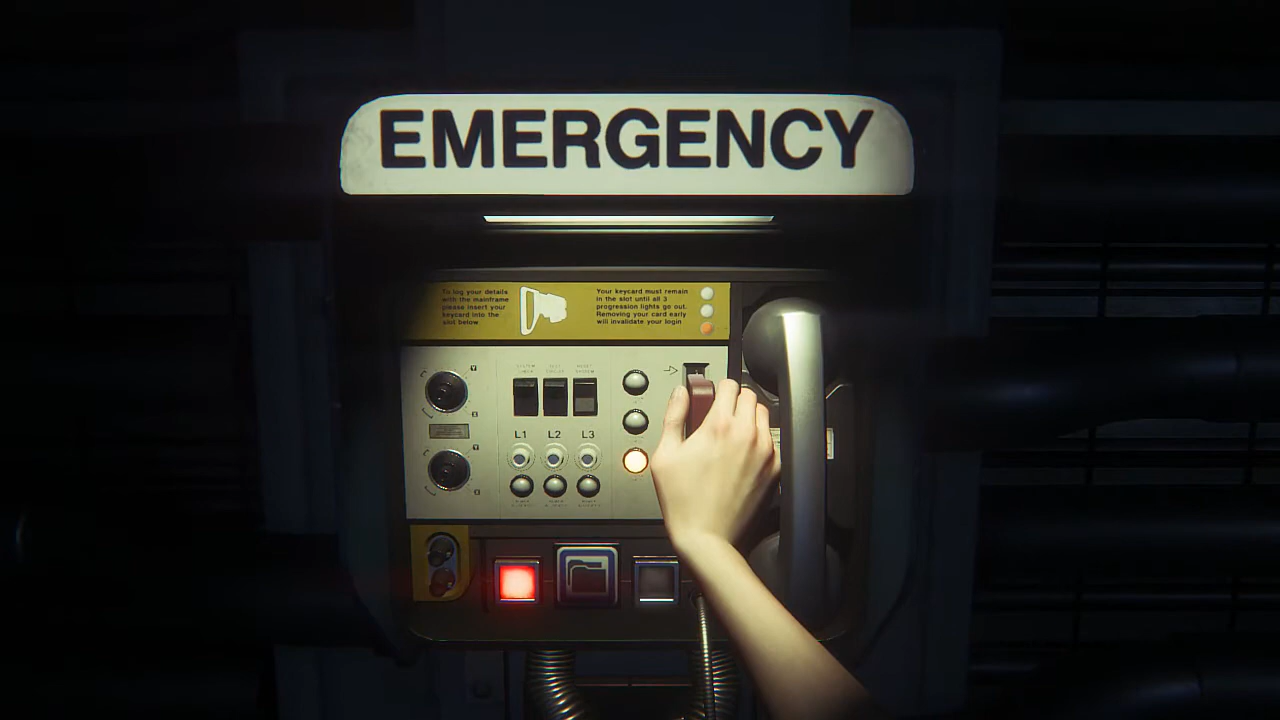 EMERGENCY
To log your details
with the mainframe
please insert your
keycard into the
slot below
Your keycard must remain
in the slot until all 3
progression lights go out.
Removing your card early
will invalidate your login
L1 L2 L3